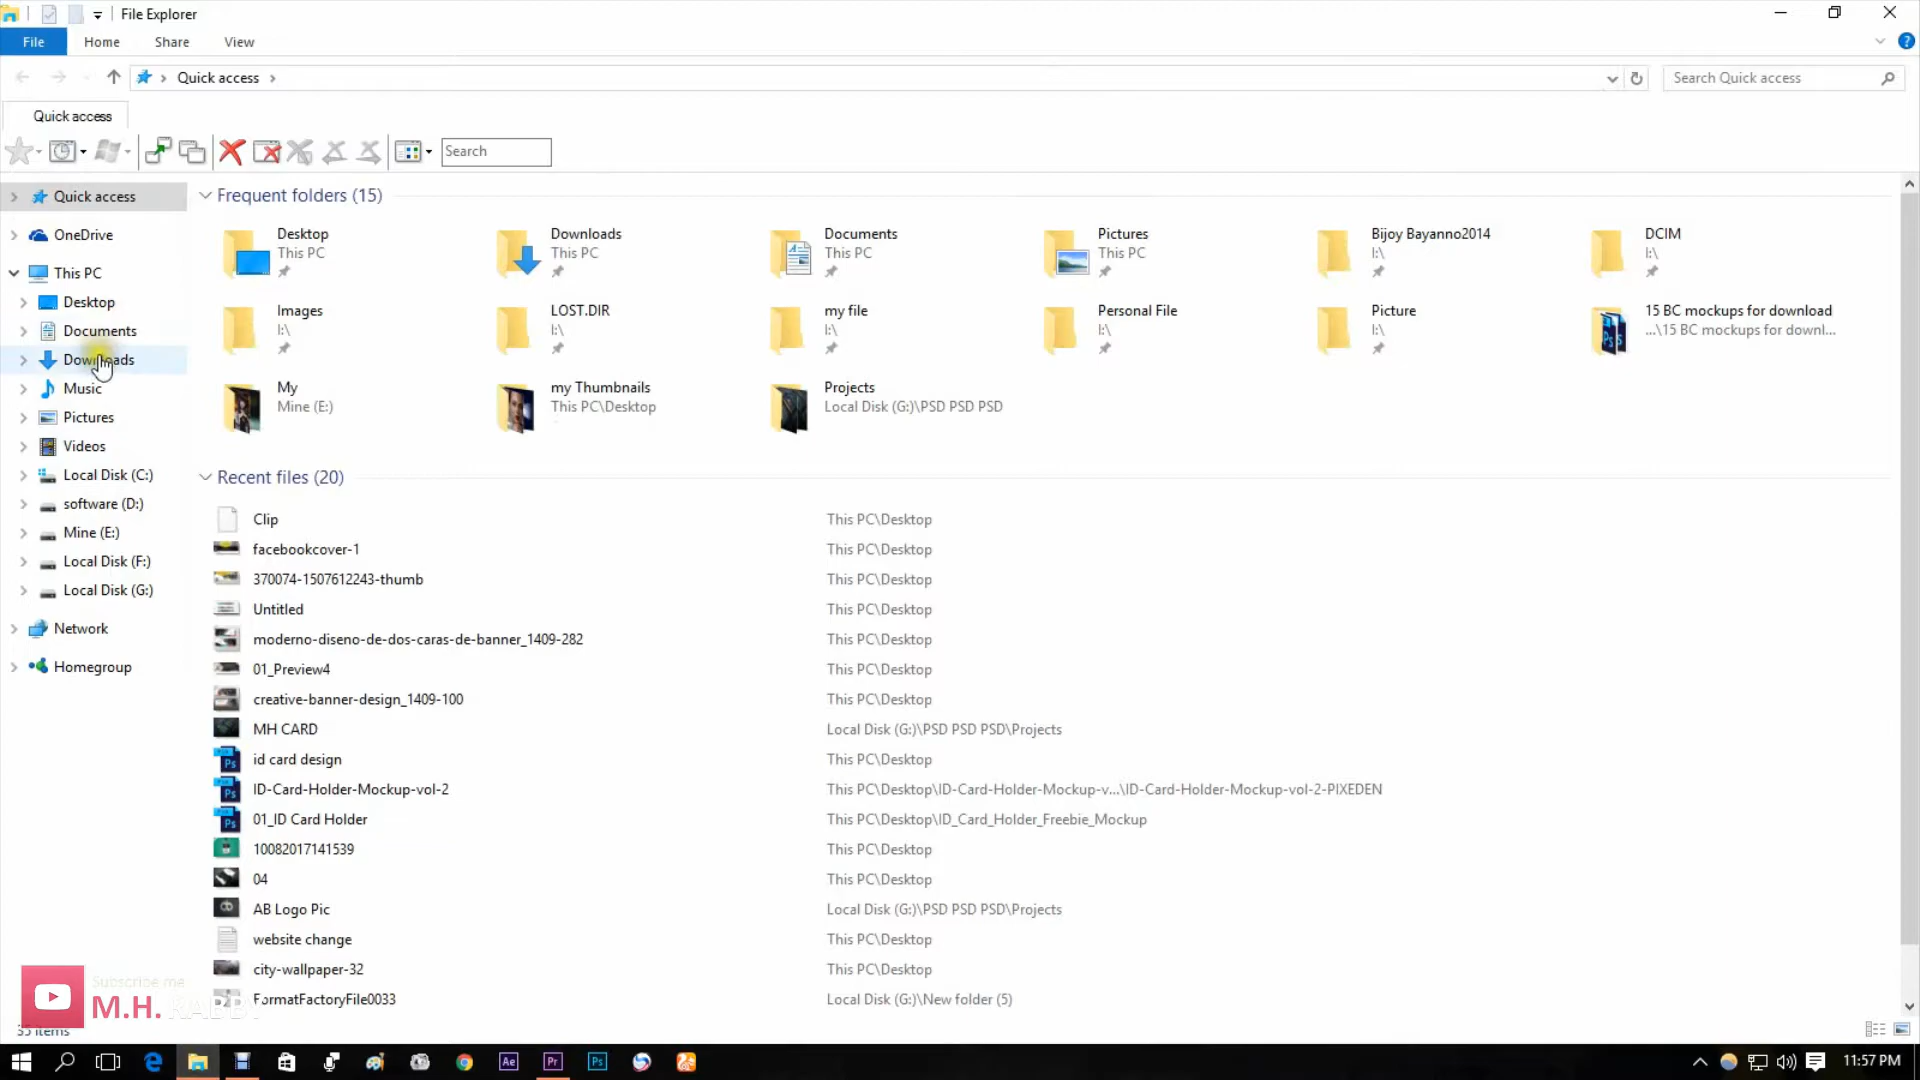 File Explorer
File Home Share View
Quick access
Search Quick access
Quick access
Search
Quick access
OneDrive
This PC
Desktop
Documents
Downloads
Music
Pictures
Videos
Local Disk (C:)
software (D:)
Mine (E:)
Local Disk (F:)
Local Disk (G:)
Network
Homegroup
Frequent folders (15)
Desktop
This PC
Downloads
This PC
Documents
This PC
Pictures
This PC
Bijoy Bayanno2014
I:\
DCIM
I:\
Images
I:\
LOST.DIR
I:\
my file
I:\
Personal File
I:\
Picture
I:\
15 BC mockups for download
...\15 BC mockups for downl...
My
Mine (E:)
my Thumbnails
This PC\Desktop
Projects
Local Disk (G:)\PSD PSD PSD
Recent files (20)
Clip This PC\Desktop
facebookcover-1 This PC\Desktop
370074-1507612243-thumb This PC\Desktop
Untitled This PC\Desktop
moderno-diseno-de-dos-caras-de-banner_1409-282 This PC\Desktop
01_Preview4 This PC\Desktop
creative-banner-design_1409-100 This PC\Desktop
MH CARD Local Disk (G:)\PSD PSD PSD\Projects
id card design This PC\Desktop
ID-Card-Holder-Mockup-vol-2 This PC\Desktop\ID-Card-Holder-Mockup-v...\ID-Card-Holder-Mockup-vol-2-PIXEDEN
01_ID Card Holder This PC\Desktop\ID_Card_Holder_Freebie_Mockup
10082017141539 This PC\Desktop
04 This PC\Desktop
AB Logo Pic Local Disk (G:)\PSD PSD PSD\Projects
website change This PC\Desktop
city-wallpaper-32 This PC\Desktop
FormatFactoryFile0033 Local Disk (G:)\New folder (5)
Subscribe me
M.H. RABBY
35 items
Ae Pr Ps
11:57 PM